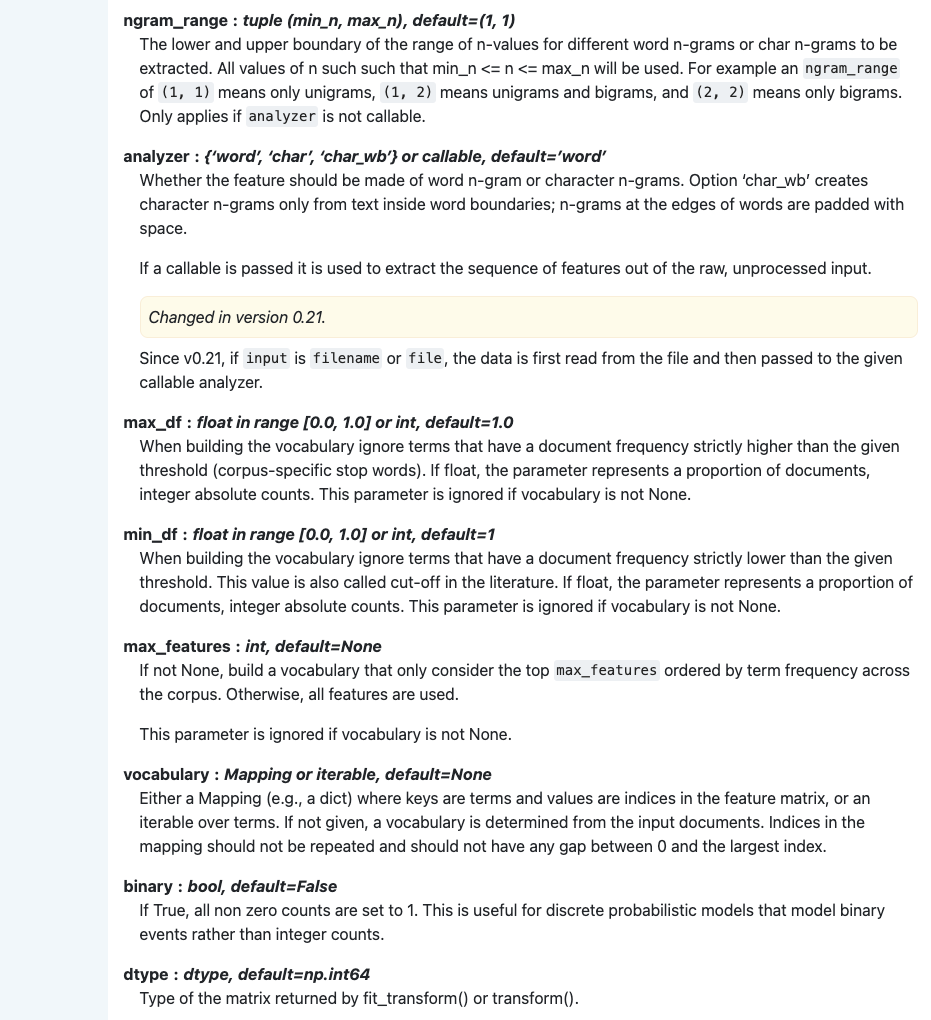 ngram_range : tuple (min_n, max_n), default=(1, 1)
The lower and upper boundary of the range of n-values for different word n-grams or char n-grams to be
extracted. All values of n such such that min_n <= n <= max_n will be used. For example an ngram_range
of (1, 1) means only unigrams, (1, 2) means unigrams and bigrams, and (2, 2) means only bigrams.
Only applies if analyzer is not callable.
analyzer : {‘word’, ‘char’, ‘char_wb’} or callable, default=’word’
Whether the feature should be made of word n-gram or character n-grams. Option ‘char_wb’ creates
character n-grams only from text inside word boundaries; n-grams at the edges of words are padded with
space.
If a callable is passed it is used to extract the sequence of features out of the raw, unprocessed input.
Changed in version 0.21.
Since v0.21, if input is filename or file, the data is first read from the file and then passed to the given
callable analyzer.
max_df : float in range [0.0, 1.0] or int, default=1.0
When building the vocabulary ignore terms that have a document frequency strictly higher than the given
threshold (corpus-specific stop words). If float, the parameter represents a proportion of documents,
integer absolute counts. This parameter is ignored if vocabulary is not None.
min_df : float in range [0.0, 1.0] or int, default=1
When building the vocabulary ignore terms that have a document frequency strictly lower than the given
threshold. This value is also called cut-off in the literature. If float, the parameter represents a proportion of
documents, integer absolute counts. This parameter is ignored if vocabulary is not None.
max_features : int, default=None
If not None, build a vocabulary that only consider the top max_features ordered by term frequency across
the corpus. Otherwise, all features are used.
This parameter is ignored if vocabulary is not None.
vocabulary : Mapping or iterable, default=None
Either a Mapping (e.g., a dict) where keys are terms and values are indices in the feature matrix, or an
iterable over terms. If not given, a vocabulary is determined from the input documents. Indices in the
mapping should not be repeated and should not have any gap between 0 and the largest index.
binary : bool, default=False
If True, all non zero counts are set to 1. This is useful for discrete probabilistic models that model binary
events rather than integer counts.
dtype : dtype, default=np.int64
Type of the matrix returned by fit_transform() or transform().